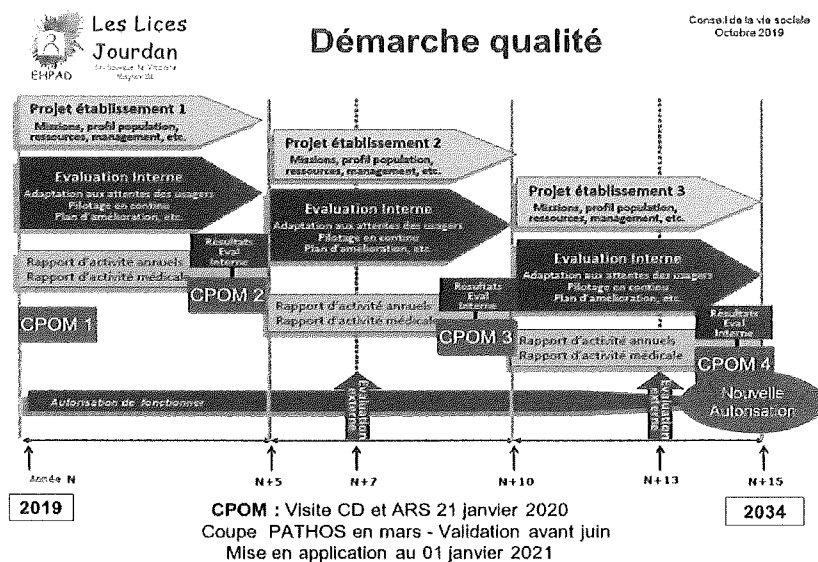 Les Lices
Jourdan
EHPAD
Démarche qualité
Conseil de la vie sociale
Octobre 2019
Projet établissement 1
Missions, profil population,
ressources, management, etc.
Evaluation Interne
Adaptation aux attentes des usagers
Pilotage en continu
Plan d'amélioration, etc.
Rapport d'activité annuels
Rapport d'activité médicale
Résultats
Eval
Interne
CPOM 1
CPOM 2
Projet établissement 2
Missions, profil population,
ressources, management, etc.
Evaluation Interne
Adaptation aux attentes des usagers
Pilotage en continu
Plan d'amélioration, etc.
Rapport d'activité annuels
Rapport d'activité médicale
Résultats
Eval
Interne
CPOM 3
Projet établissement 3
Missions, profil population,
ressources, management, etc.
Evaluation Interne
Adaptation aux attentes des usagers
Pilotage en continu
Plan d'amélioration, etc.
Rapport d'activité annuels
Rapport d'activité médicale
Résultats
Eval
Interne
CPOM 4
Autorisation de fonctionner
Evaluation
externe
Evaluation
externe
Nouvelle
Autorisation
Année N
N+5
N+7
N+10
N+13
N+15
2019
2034
CPOM : Visite CD et ARS 21 janvier 2020
Coupe PATHOS en mars - Validation avant juin
Mise en application au 01 janvier 2021